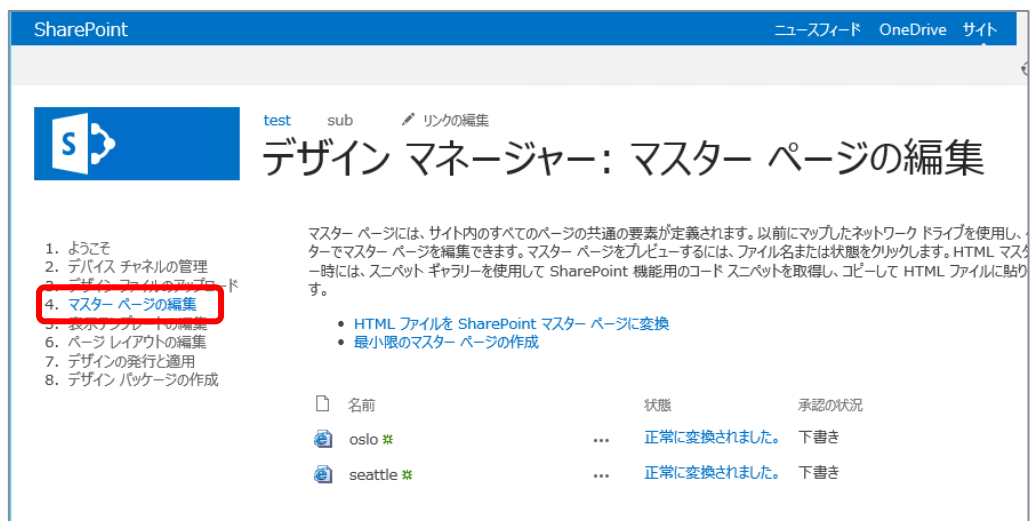 SharePoint
ニュースフィード OneDrive サイト
S
test sub リンクの編集
デザイン マネージャー: マスター ページの編集
1. ようこそ
2. デバイス チャネルの管理
3. デザイン ファイルのアップロード
4. マスター ページの編集
5. 表示テンプレートの編集
6. ページ レイアウトの編集
7. デザインの発行と適用
8. デザイン パッケージの作成
マスター ページには、サイト内のすべてのページの共通の要素が定義されます。以前にマップしたネットワーク ドライブを使用し、
ターでマスター ページを編集できます。マスター ページをプレビューするには、ファイル名または状態をクリックします。HTML マス
ー時には、スニペット ギャラリーを使用して SharePoint 機能用のコード スニペットを取得し、コピーして HTML ファイルに貼り
す。
• HTML ファイルを SharePoint マスター ページに変換
• 最小限のマスター ページの作成
名前 状態 承認の状況
oslo ... 正常に変換されました。 下書き
seattle ... 正常に変換されました。 下書き